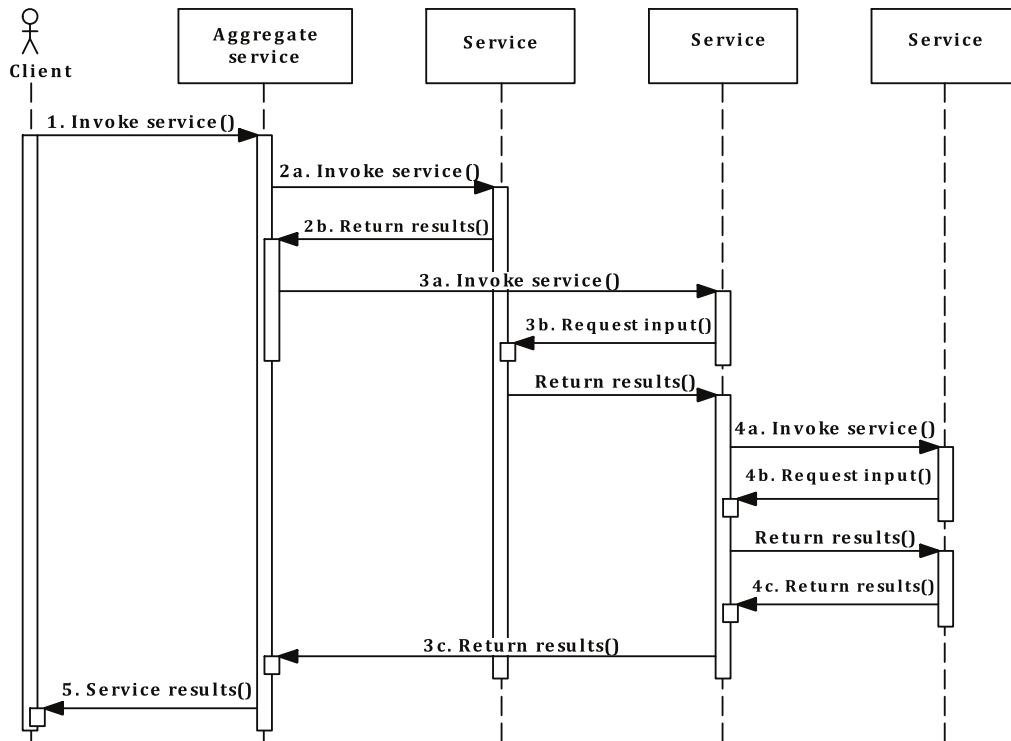 Client
Aggregate
service
Service
Service
Service
1. Invoke service()
2a. Invoke service()
2b. Return results()
3a. Invoke service()
3b. Request input()
Return results()
4a. Invoke service()
4b. Request input()
Return results()
4c. Return results()
3c. Return results()
5. Service results()